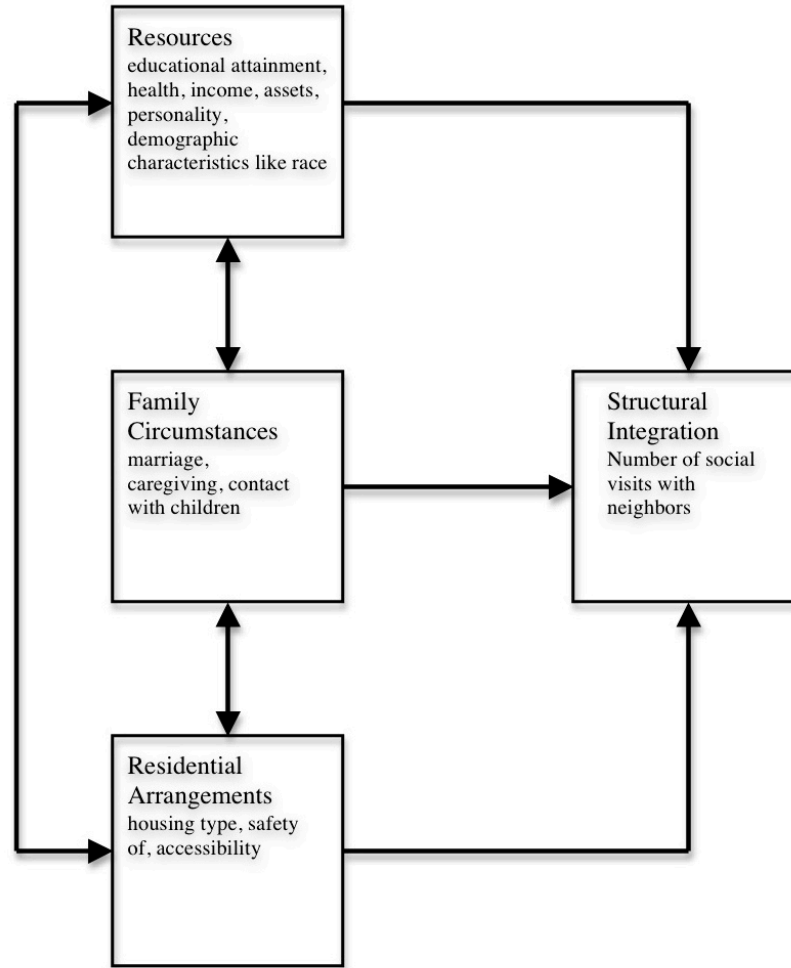 Resources
educational attainment,
health, income, assets,
personality,
demographic
characteristics like race
Family
Circumstances
marriage,
caregiving, contact
with children
Structural
Integration
Number of social
visits with
neighbors
Residential
Arrangements
housing type, safety
of, accessibility